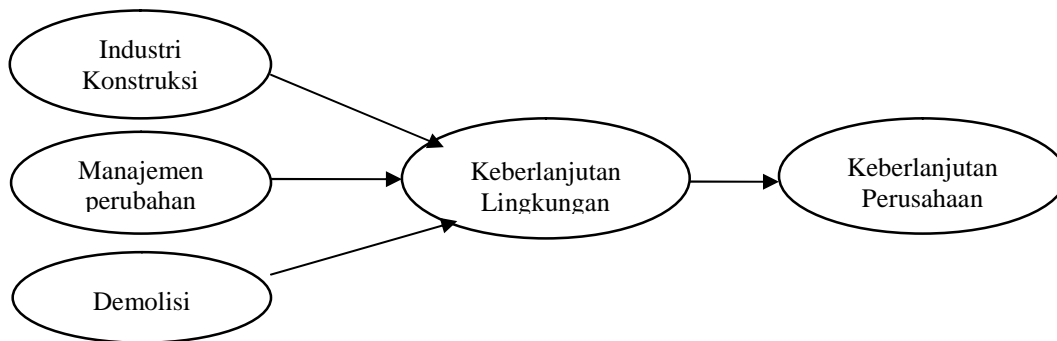 Industri
Konstruksi
Manajemen
perubahan
Demolisi
Keberlanjutan
Lingkungan
Keberlanjutan
Perusahaan